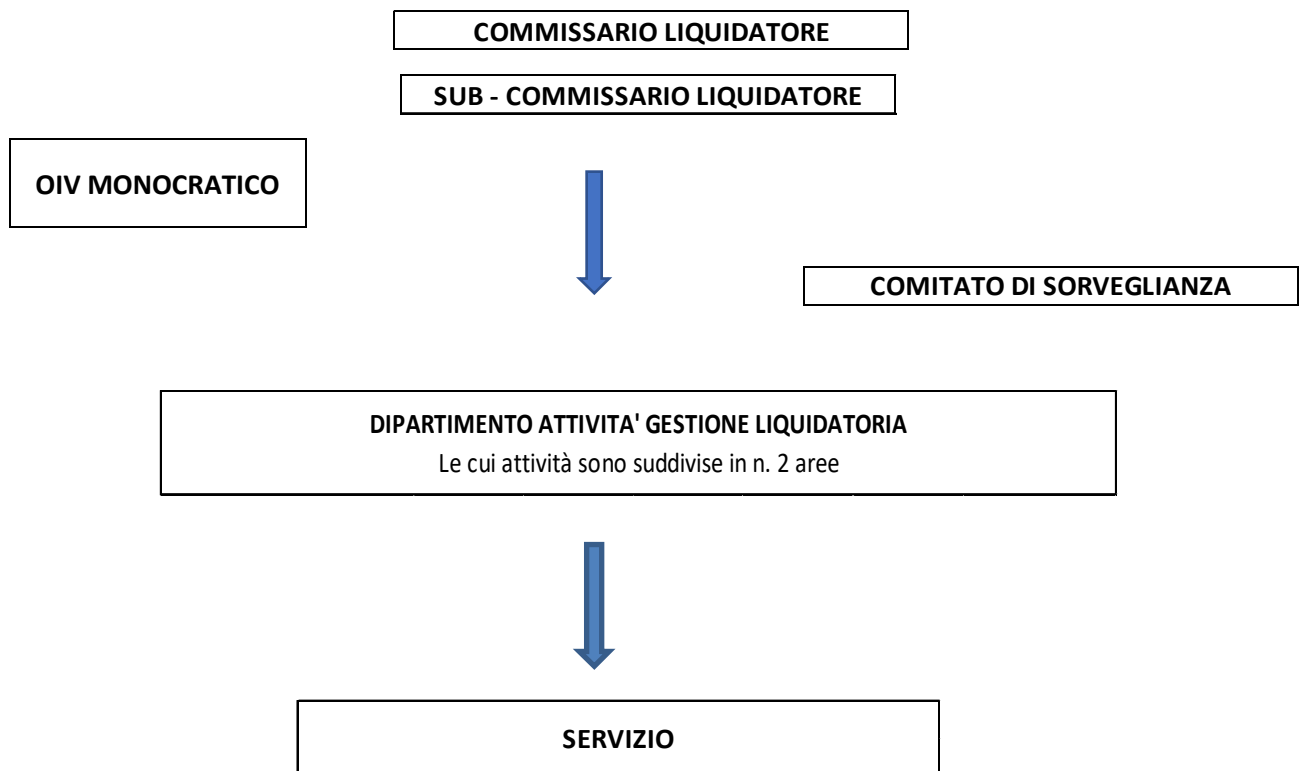 COMMISSARIO LIQUIDATORE
SUB - COMMISSARIO LIQUIDATORE
OIV MONOCRATICO
COMITATO DI SORVEGLIANZA
DIPARTIMENTO ATTIVITA' GESTIONE LIQUIDATORIA
Le cui attività sono suddivise in n. 2 aree
SERVIZIO